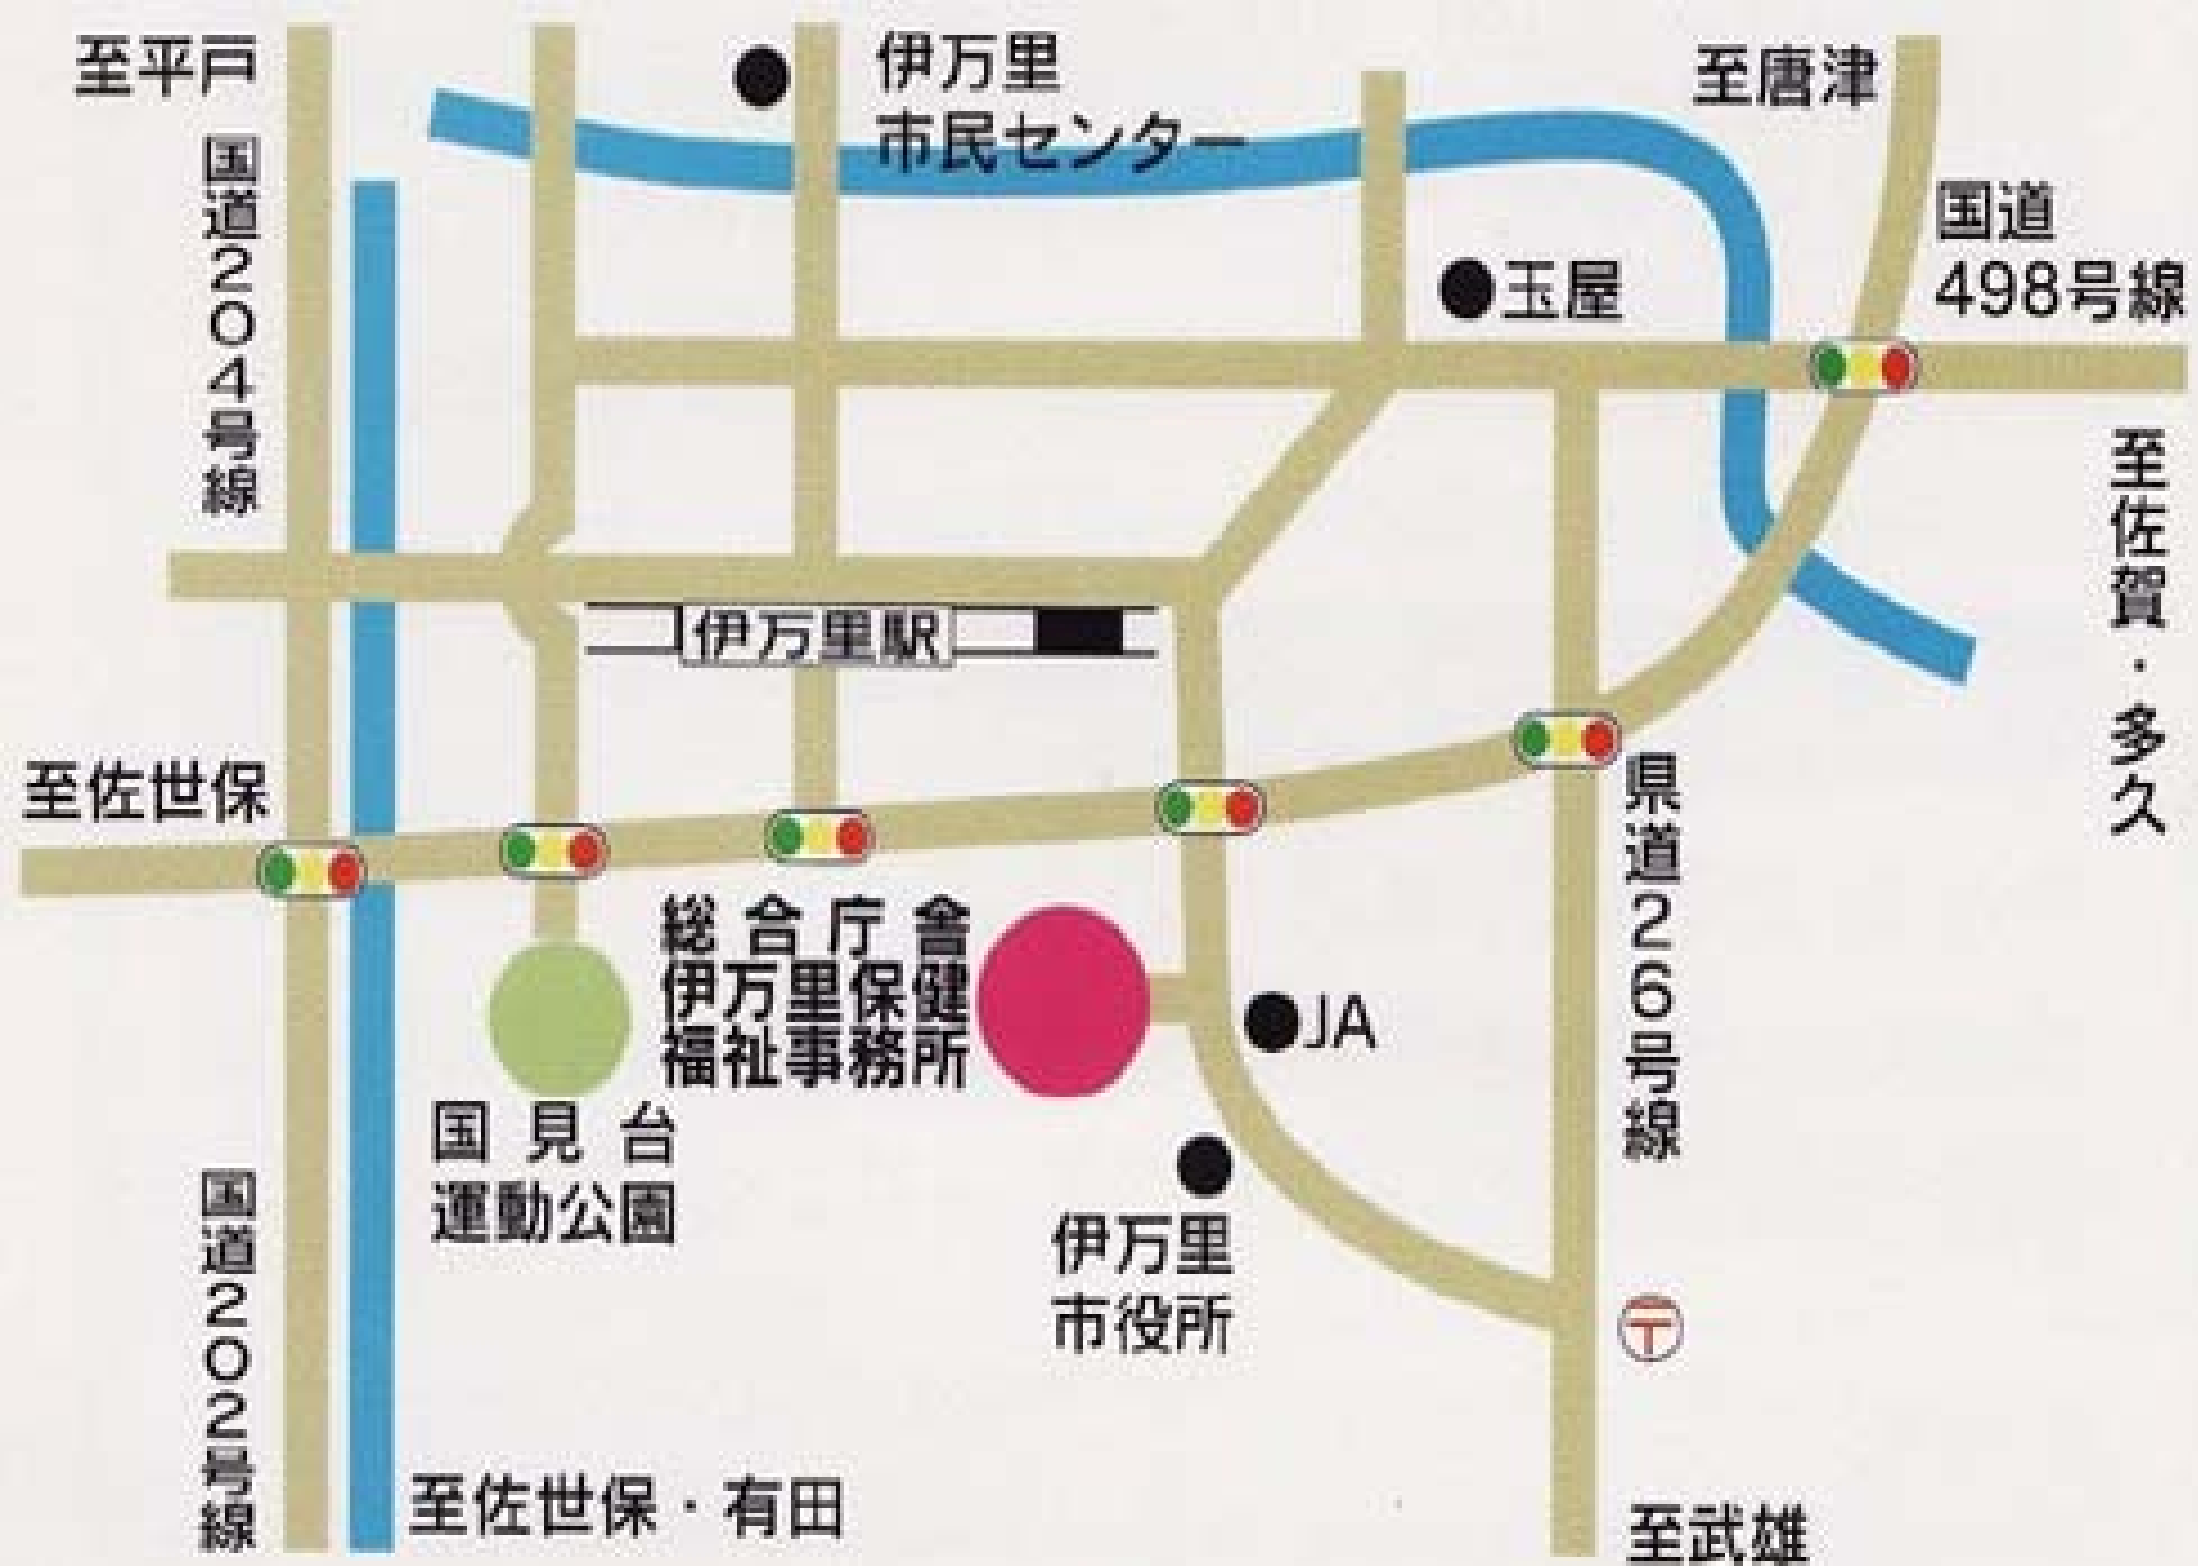 至平戸
伊万里
市民センター
至唐津
国道204号線
国道
498号線
玉屋
至佐賀・多久
伊万里駅
至佐世保
県道26号線
総合庁舎
伊万里保健
福祉事務所
JA
国見台
運動公園
伊万里
市役所
国道202号線
〒
至佐世保・有田
至武雄